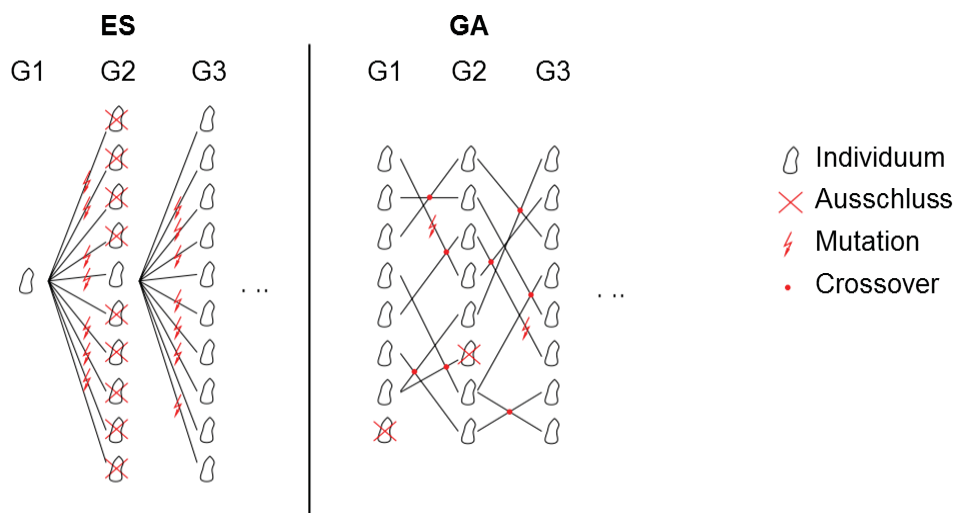 ES
G1 G2 G3
. ..
GA
G1 G2 G3
. ..
Individuum
Ausschluss
Mutation
Crossover